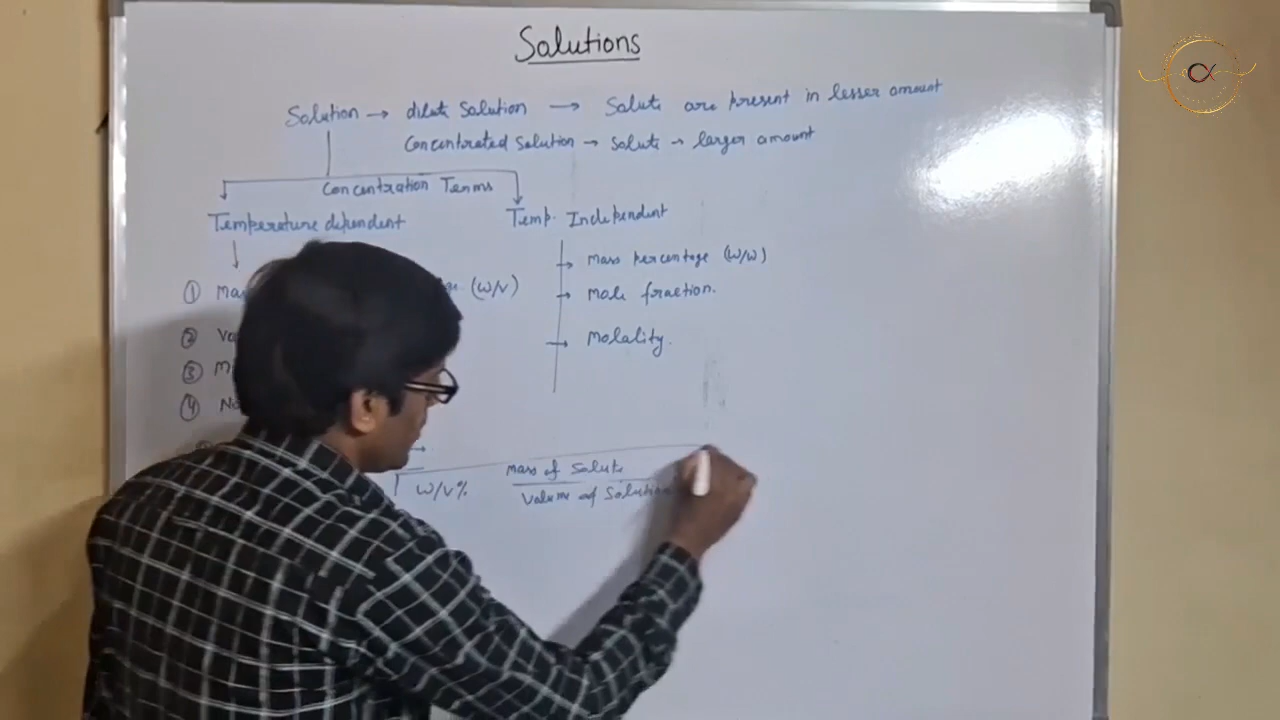 Solutions
Solution → dilute solution → Solute are present in lesser amount
Concentrated solution → solute → larger amount
Concentration Terms
Temperature dependent
Temp. Independent
① Mas (W/V)
→ Mass percentage (W/W)
→ Mole fraction.
②
→ Molality.
③
④
W/V% Mass of Solute
Volume of Solution